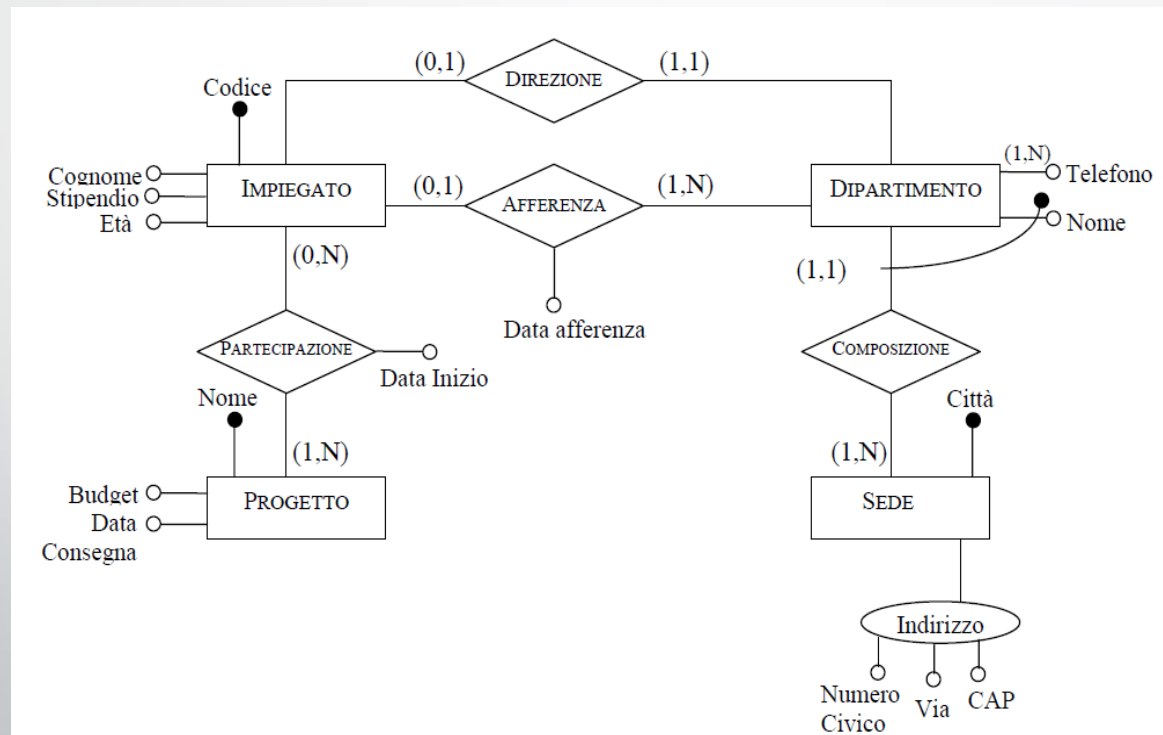 (0,1)
DIREZIONE
(1,1)
Codice
Cognome
Stipendio
Età
IMPIEGATO
(0,1)
AFFERENZA
(1,N)
DIPARTIMENTO
(1,N)
Telefono
Nome
(0,N)
(1,1)
Data afferenza
PARTECIPAZIONE
Data Inizio
COMPOSIZIONE
Nome
Città
(1,N)
(1,N)
Budget
Data
Consegna
PROGETTO
SEDE
Indirizzo
Numero
Civico
Via
CAP